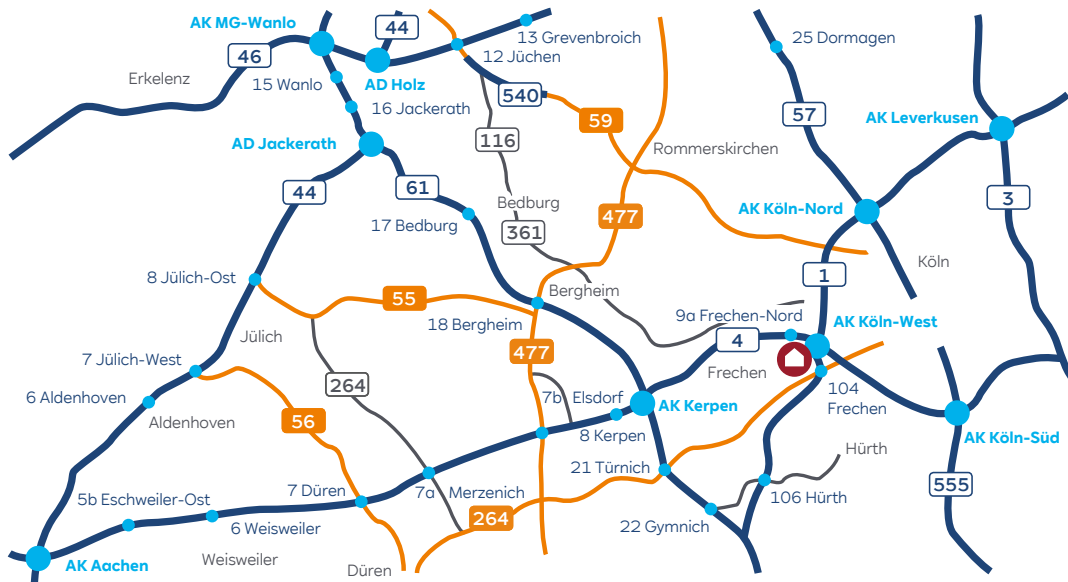 AK MG-Wanlo
44
13 Grevenbroich
12 Jüchen
25 Dormagen
46
15 Wanlo
AD Holz
Erkelenz
16 Jackerath
540
59
57
AK Leverkusen
AD Jackerath
116
Rommerskirchen
44
61
Bedburg
3
477
AK Köln-Nord
17 Bedburg
361
Köln
8 Jülich-Ost
1
55
Bergheim
9a Frechen-Nord
18 Bergheim
AK Köln-West
Jülich
4
7 Jülich-West
477
Frechen
264
7b
Elsdorf
104
Frechen
6 Aldenhoven
AK Kerpen
Aldenhoven
56
8 Kerpen
AK Köln-Süd
Hürth
21 Türnich
555
5b Eschweiler-Ost
7 Düren
7a
Merzenich
106 Hürth
6 Weisweiler
264
22 Gymnich
AK Aachen
Weisweiler
Düren